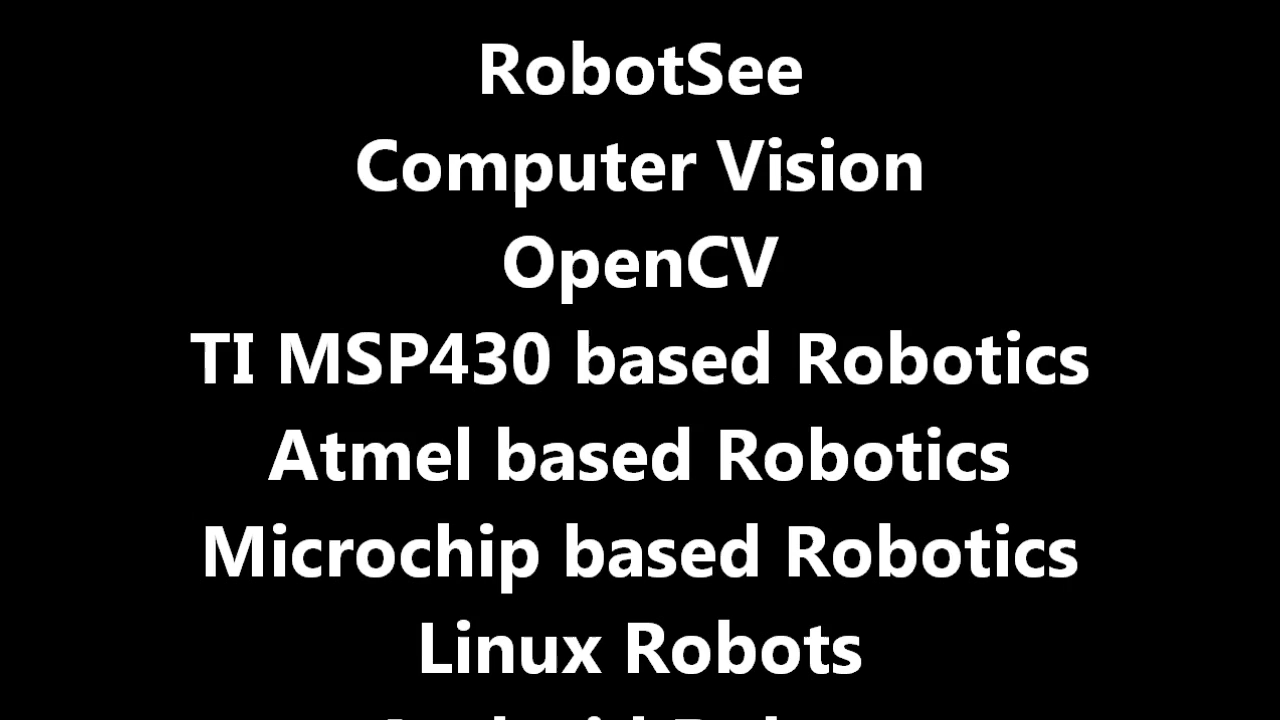 RobotSee
Computer Vision
OpenCV
TI MSP430 based Robotics
Atmel based Robotics
Microchip based Robotics
Linux Robots